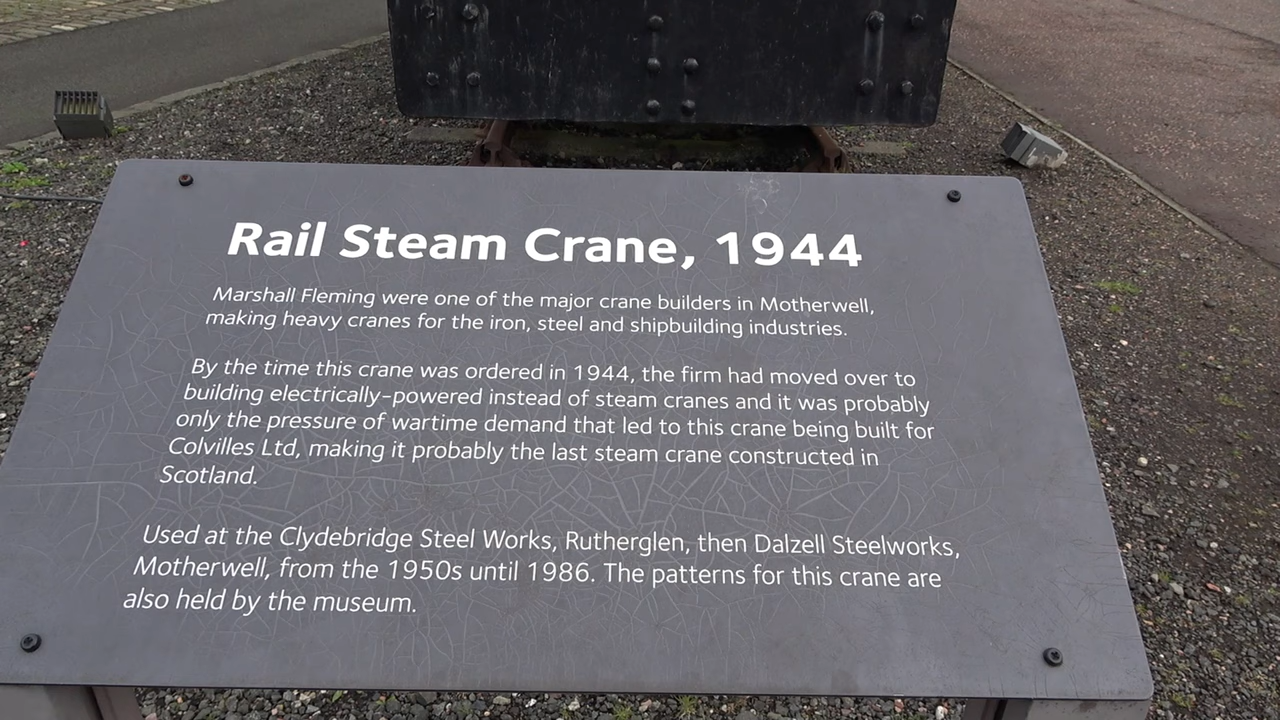 Rail Steam Crane, 1944
Marshall Fleming were one of the major crane builders in Motherwell,
making heavy cranes for the iron, steel and shipbuilding industries.
By the time this crane was ordered in 1944, the firm had moved over to
building electrically-powered instead of steam cranes and it was probably
only the pressure of wartime demand that led to this crane being built for
Colvilles Ltd, making it probably the last steam crane constructed in
Scotland.
Used at the Clydebridge Steel Works, Rutherglen, then Dalzell Steelworks,
Motherwell, from the 1950s until 1986. The patterns for this crane are
also held by the museum.